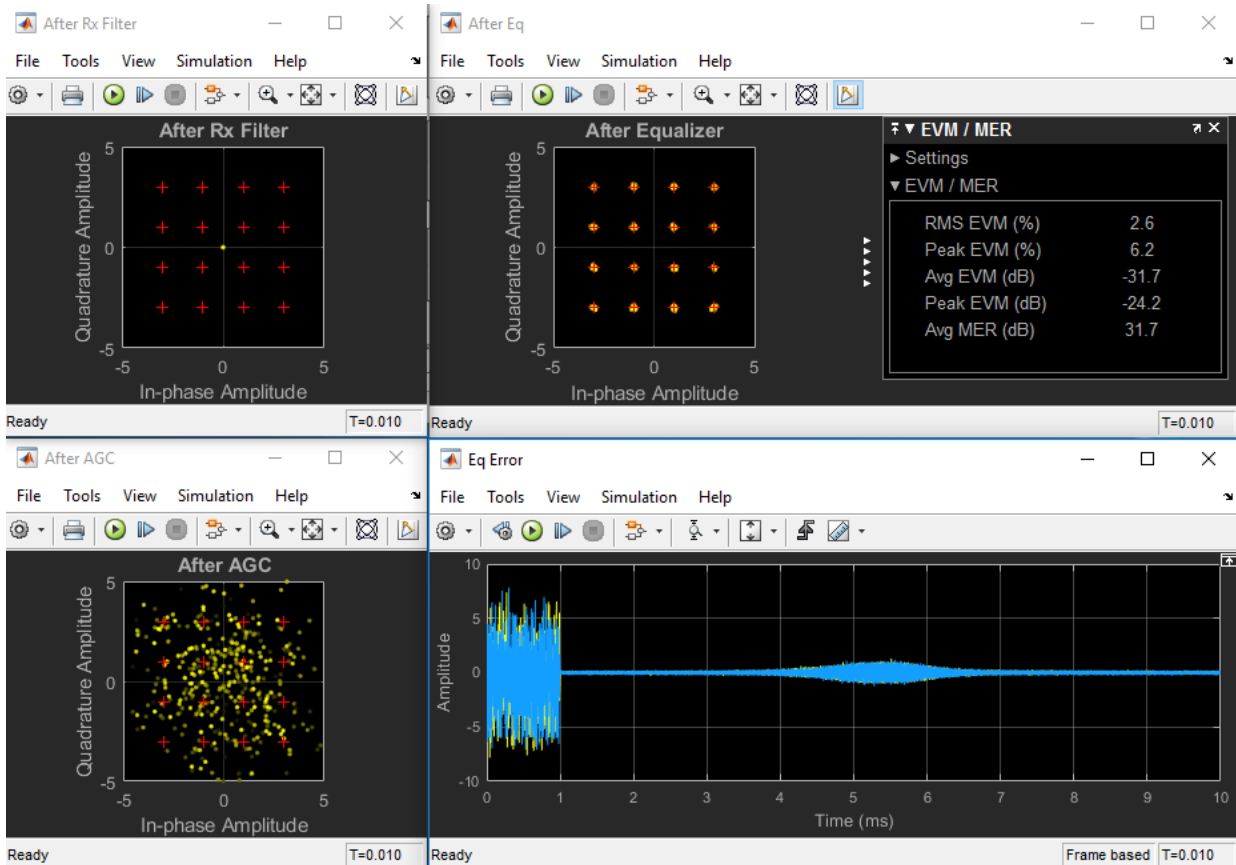 After Rx Filter
File Tools View Simulation Help
After Rx Filter
Quadrature Amplitude
5
0
-5
-5 0 5
In-phase Amplitude
Ready T=0.010
After Eq
File Tools View Simulation Help
After Equalizer
Quadrature Amplitude
5
0
-5
-5 0 5
In-phase Amplitude
EVM / MER
Settings
EVM / MER
RMS EVM (%) 2.6
Peak EVM (%) 6.2
Avg EVM (dB) -31.7
Peak EVM (dB) -24.2
Avg MER (dB) 31.7
Ready T=0.010
After AGC
File Tools View Simulation Help
After AGC
Quadrature Amplitude
5
0
-5
-5 0 5
In-phase Amplitude
Ready T=0.010
Eq Error
File Tools View Simulation Help
Amplitude
10
5
0
-5
-10
0 1 2 3 4 5 6 7 8 9 10
Time (ms)
Ready Frame based T=0.010